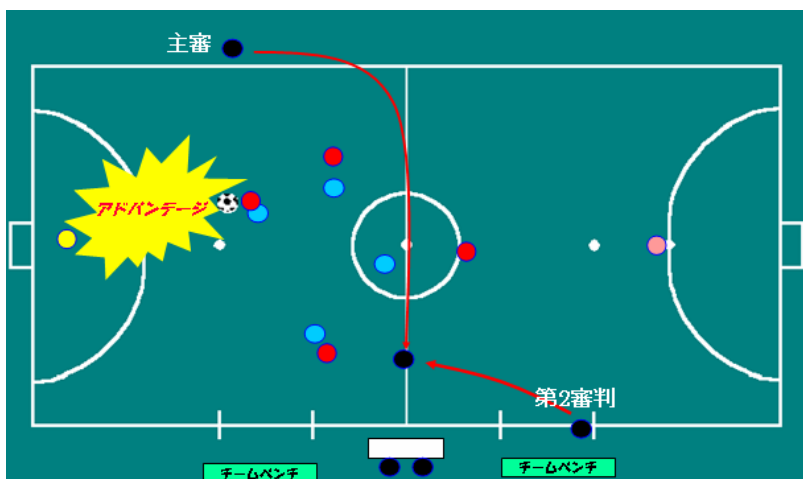 主審
アドバンテージ
第2審判
チームベンチ
チームベンチ